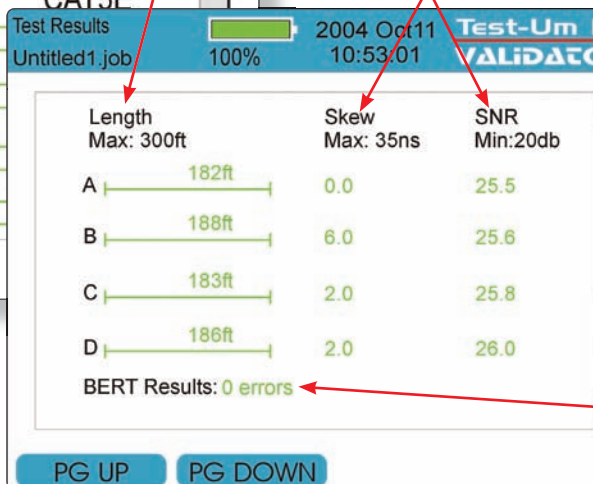 CAT5E
Test Results
Untitled1.job
100%
2004 Oct11
10:53:01
Test-Um
Length
Max: 300ft
Skew
Max: 35ns
SNR
Min:20db
A 182ft 0.0 25.5
B 188ft 6.0 25.6
C 183ft 2.0 25.8
D 186ft 2.0 26.0
BERT Results: 0 errors
PG UP PG DOWN